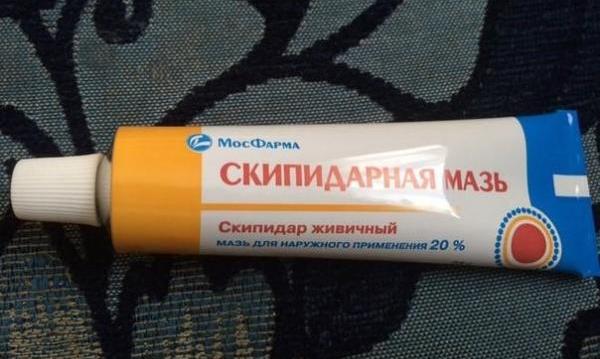 МосФарма
СКИПИДАРНАЯ МАЗЬ
Скипидар живичный
МАЗЬ ДЛЯ НАРУЖНОГО ПРИМЕНЕНИЯ 20 %